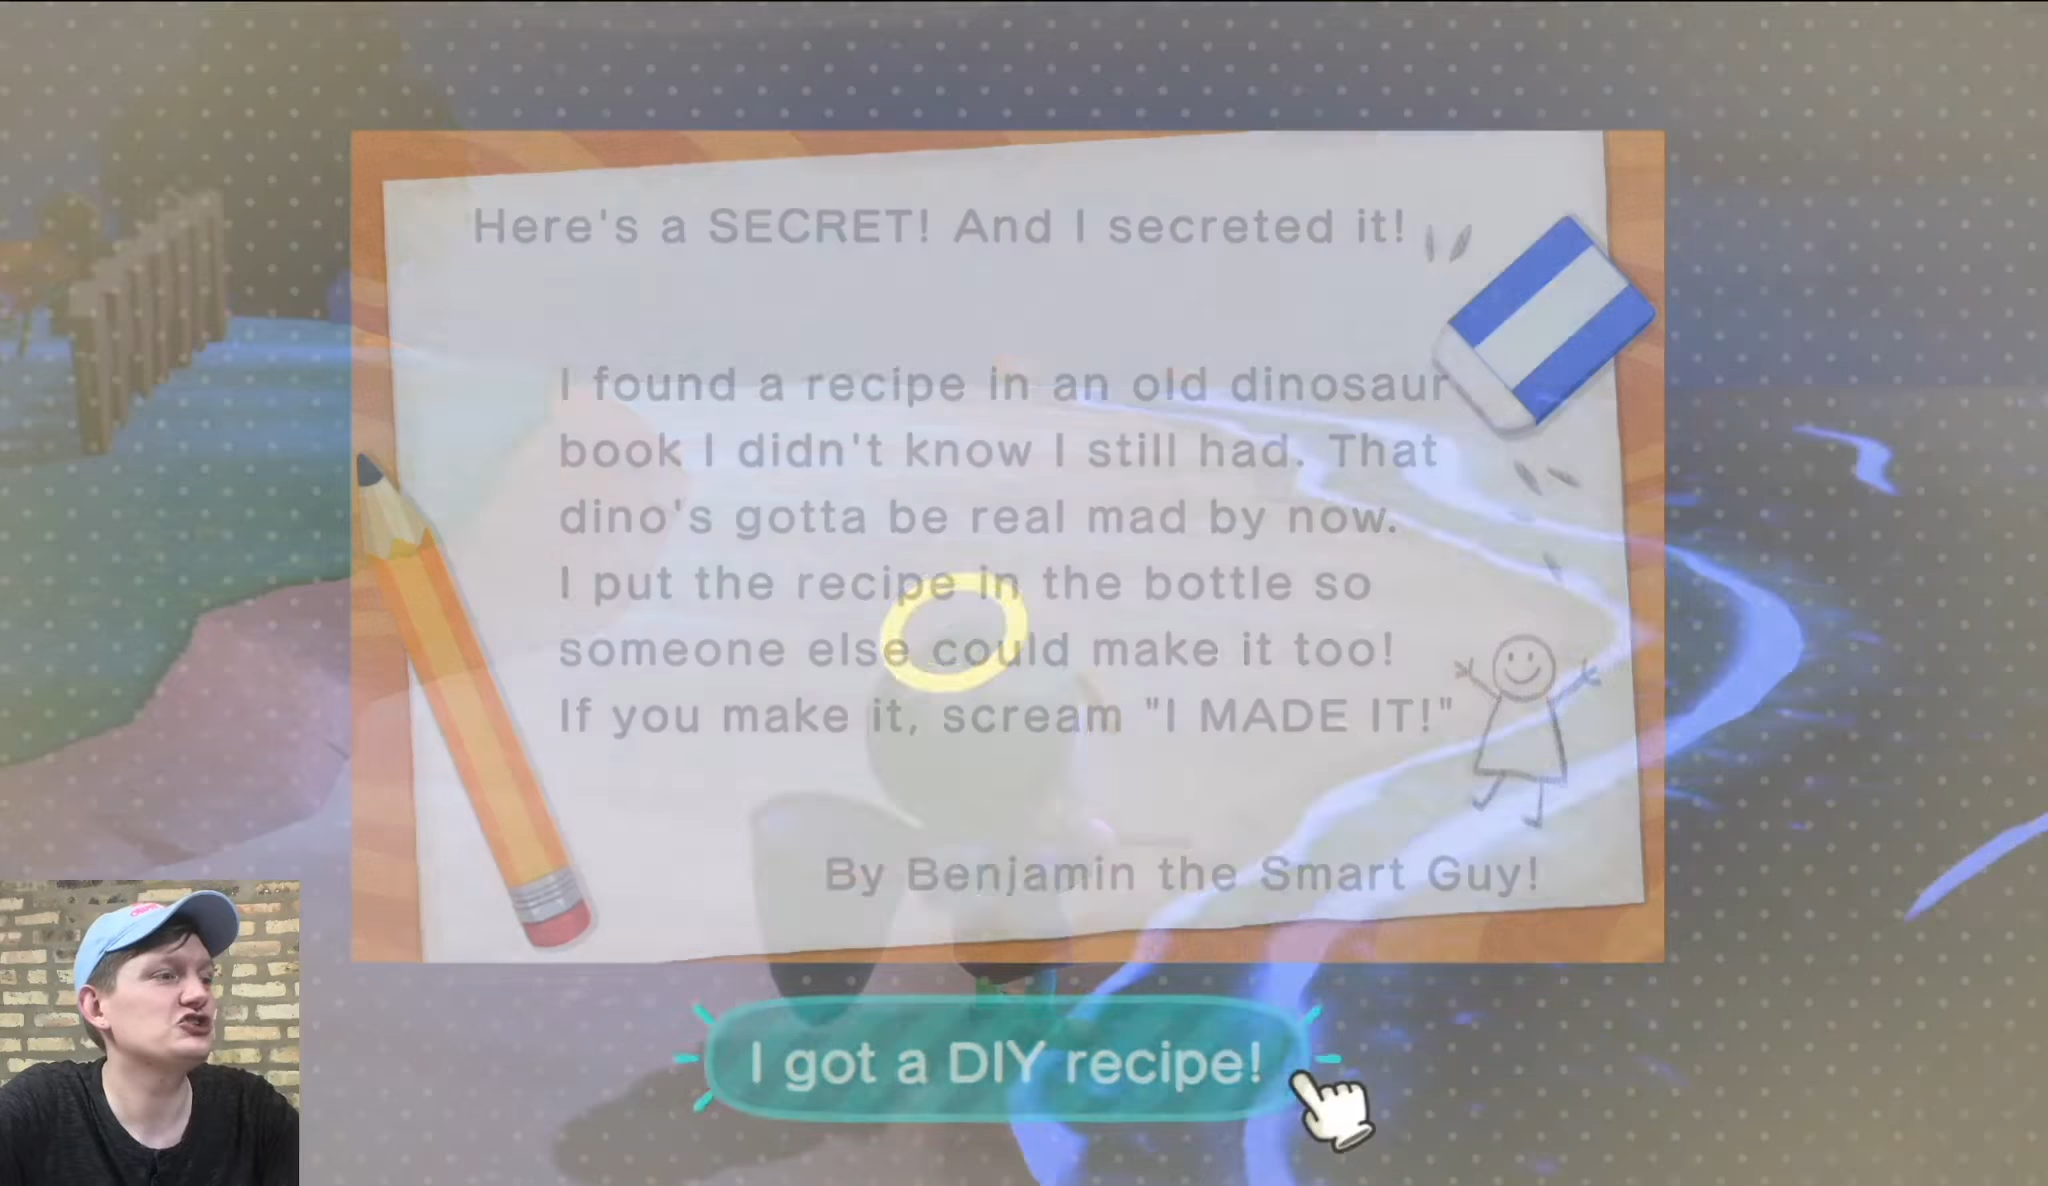 Here's a SECRET! And I secreted it!
I found a recipe in an old dinosaur
book I didn't know I still had. That
dino's gotta be real mad by now.
I put the recipe in the bottle so
someone else could make it too!
If you make it, scream "I MADE IT!"
By Benjamin the Smart Guy!
I got a DIY recipe!